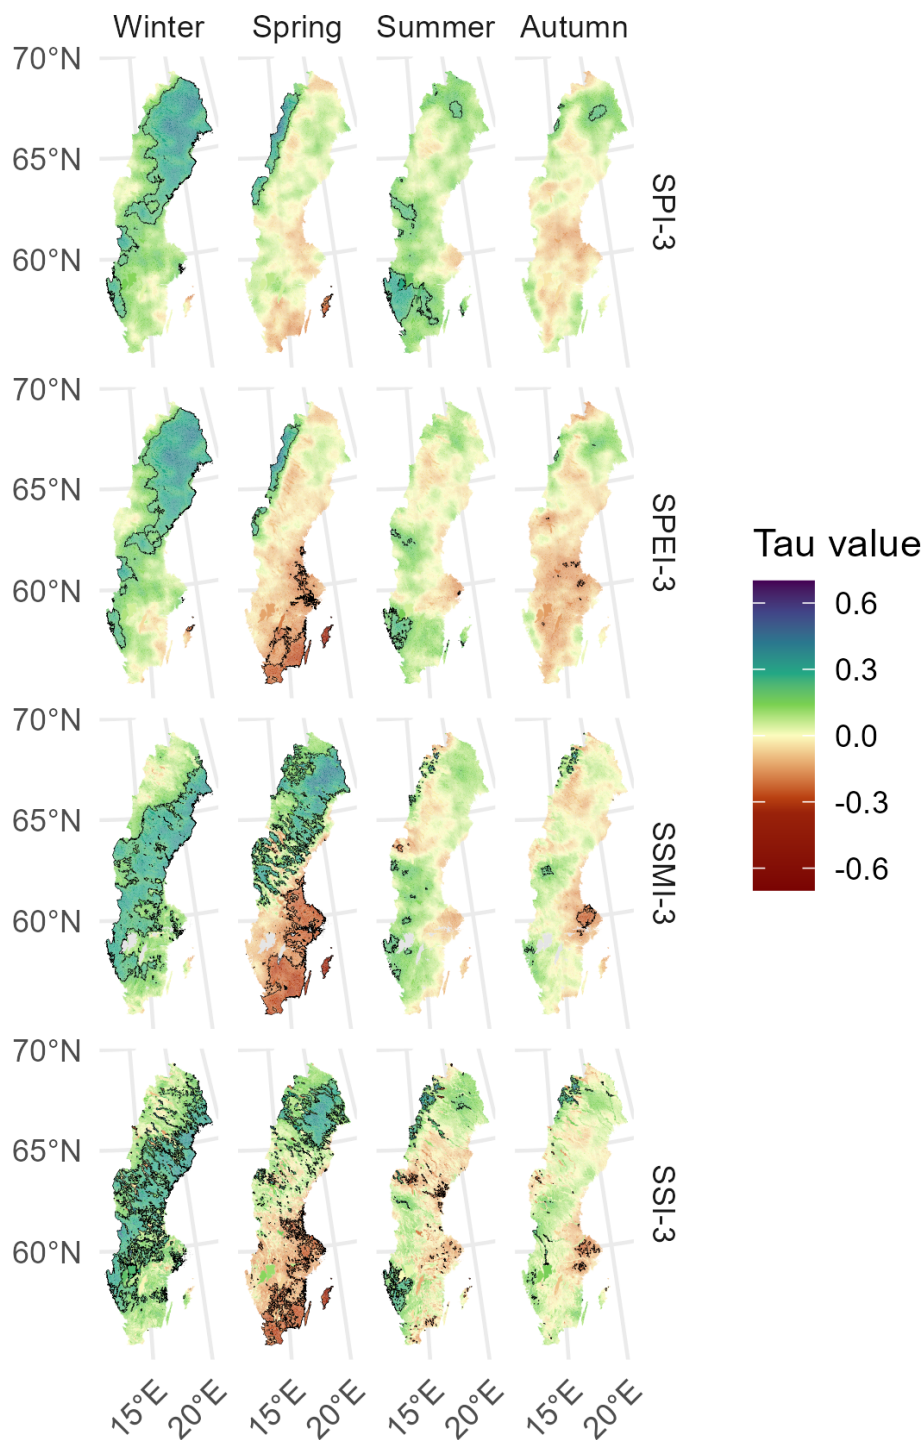 Winter Spring Summer Autumn
70°N
65°N
60°N
SPI-3
70°N
65°N
60°N
SPEI-3
Tau value
0.6
0.3
0.0
-0.3
-0.6
70°N
65°N
60°N
SSMI-3
70°N
65°N
60°N
SSI-3
15°E 20°E 15°E 20°E 15°E 20°E 15°E 20°E